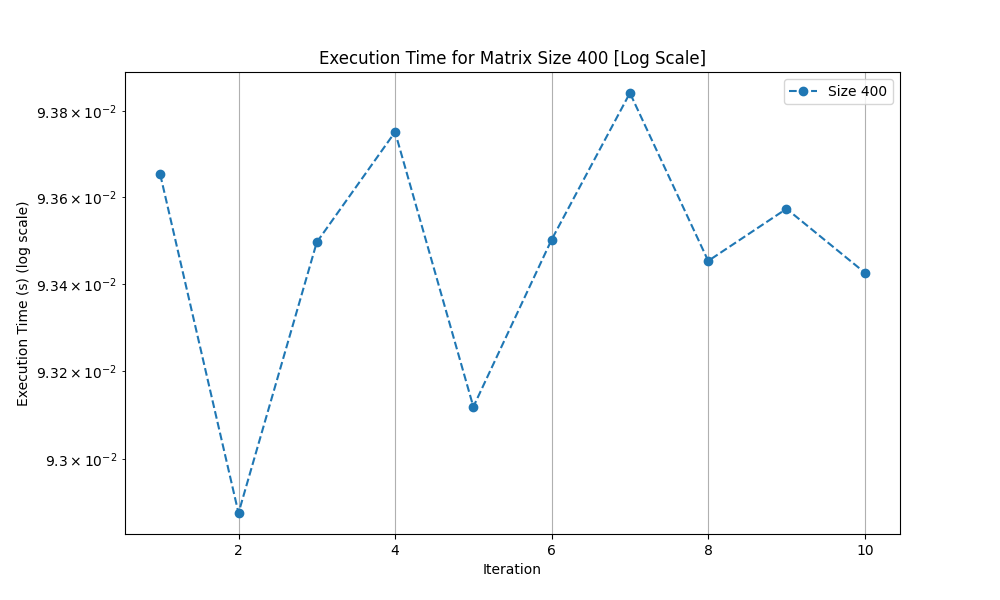 Execution Time for Matrix Size 400 [Log Scale]
Size 400
Execution Time (s) (log scale)
9.38 × 10⁻²
9.36 × 10⁻²
9.34 × 10⁻²
9.32 × 10⁻²
9.3 × 10⁻²
2 4 6 8 10
Iteration